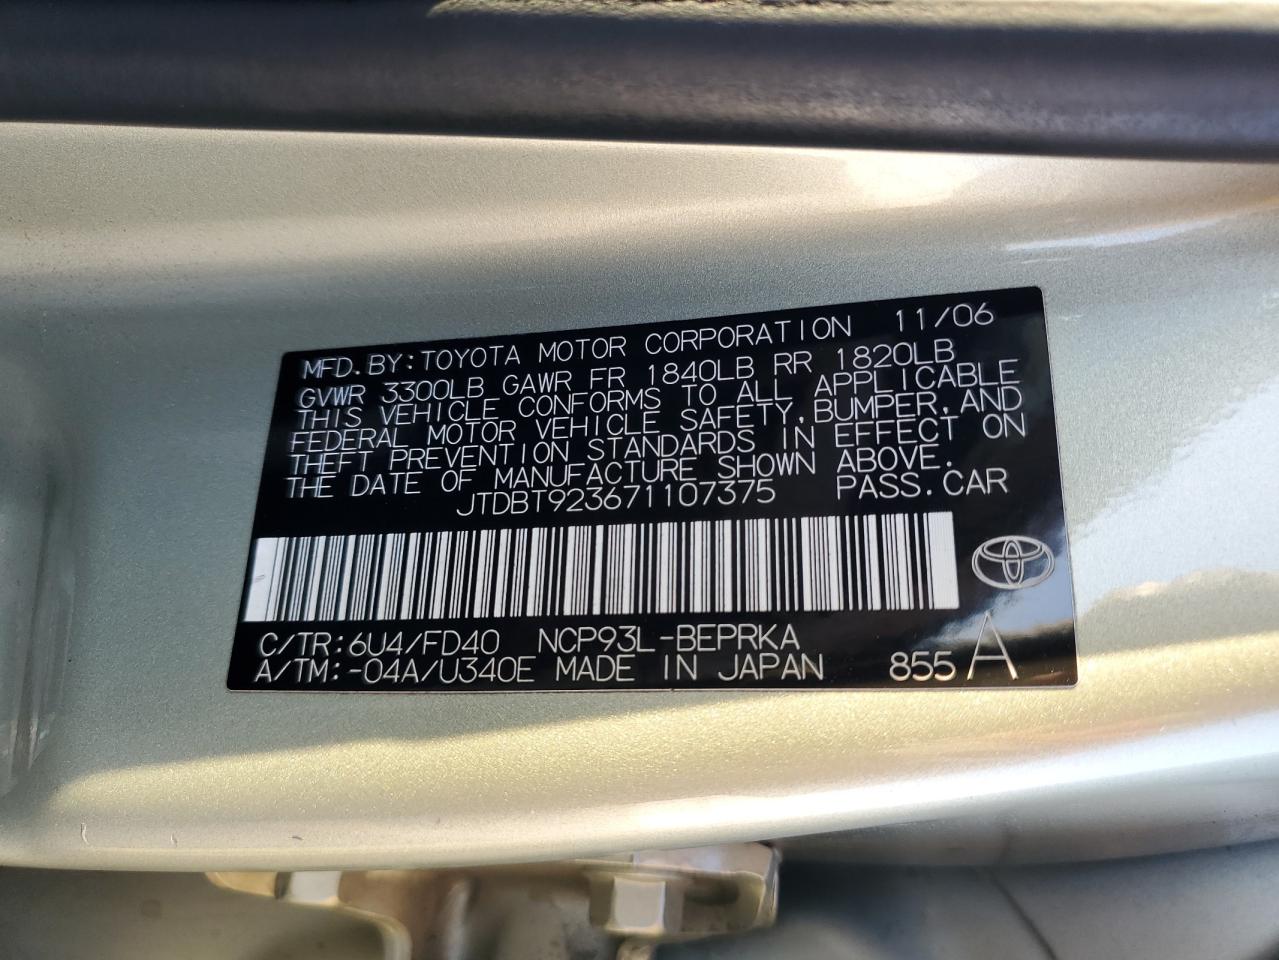 MFD.BY:TOYOTA MOTOR CORPORATION 11/06
GVWR 3300LB GAWR FR 1840LB RR 1820LB
THIS VEHICLE CONFORMS TO ALL APPLICABLE
FEDERAL MOTOR VEHICLE SAFETY,BUMPER,AND
THEFT PREVENTION STANDARDS IN EFFECT ON
THE DATE OF MANUFACTURE SHOWN ABOVE.
JTDBT923671107375 PASS.CAR
C/TR:6U4/FD40 NCP93L-BEPRKA
A/TM:-04A/U340E MADE IN JAPAN 855 A